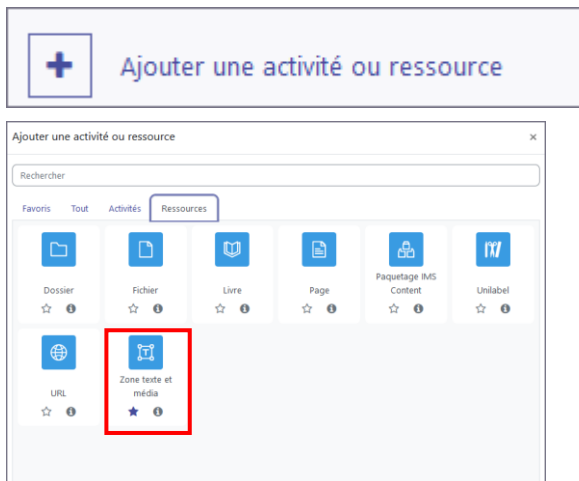 Ajouter une activité ou ressource
Ajouter une activité ou ressource ×
Rechercher
Favoris Tout Activités Ressources
Dossier Fichier Livre Page Paquetage IMS Content Unilabel
URL Zone texte et média